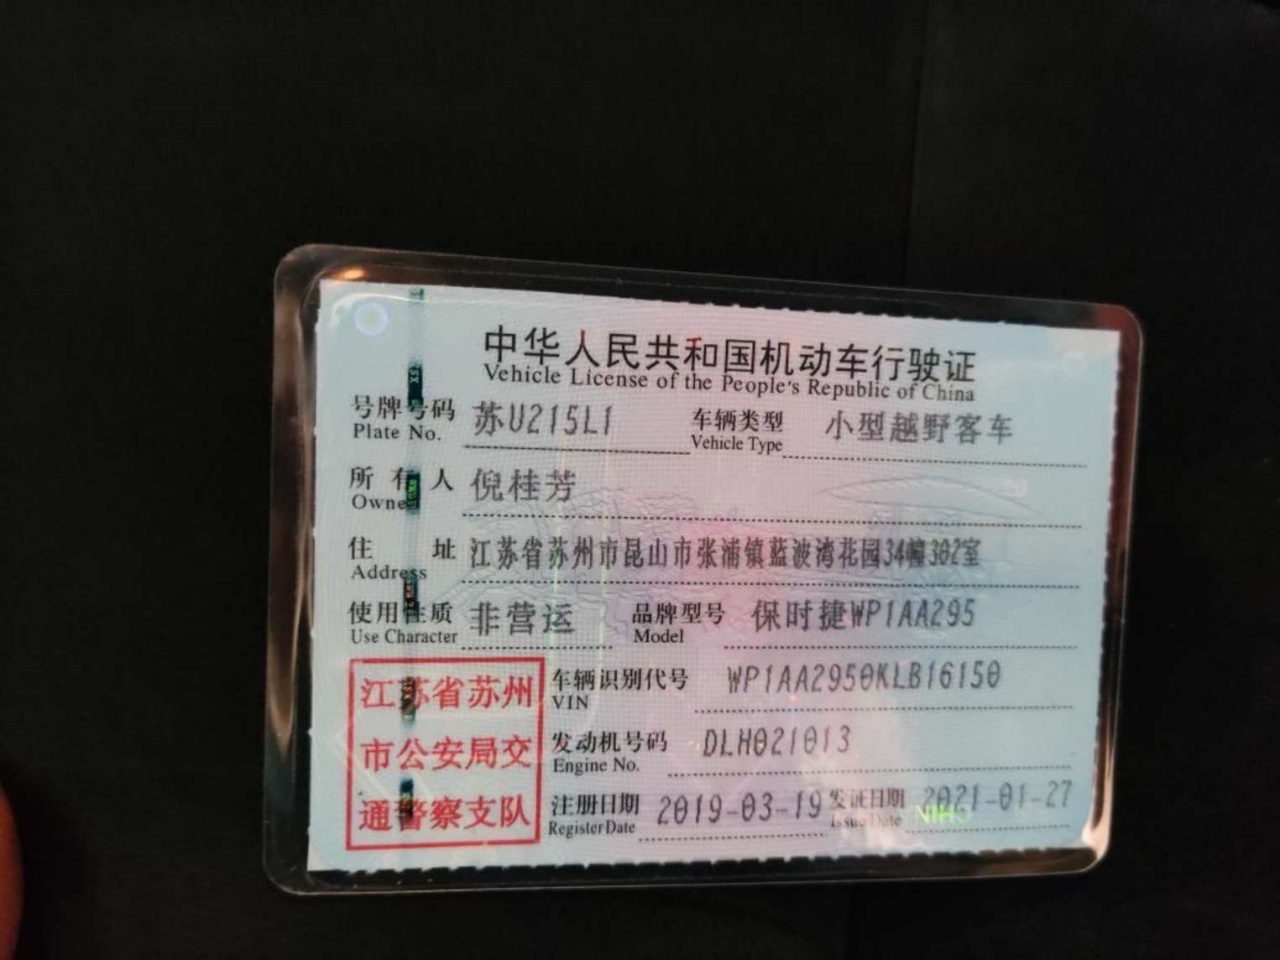 中华人民共和国机动车行驶证
Vehicle License of the People's Republic of China
号牌号码 苏U215L1 车辆类型 小型越野客车
Plate No. Vehicle Type
所有人 倪桂芳
Owner
住址 江苏省苏州市昆山市张浦镇蓝波湾花园34幢302室
Address
使用性质 非营运 品牌型号 保时捷WP1AA295
Use Character Model
江苏省苏州
市公安局交
通警察支队
车辆识别代号 WP1AA2950KLB16150
VIN
发动机号码 DLH021013
Engine No.
注册日期 2019-03-19 发证日期 2021-01-27
Register Date Issue Date